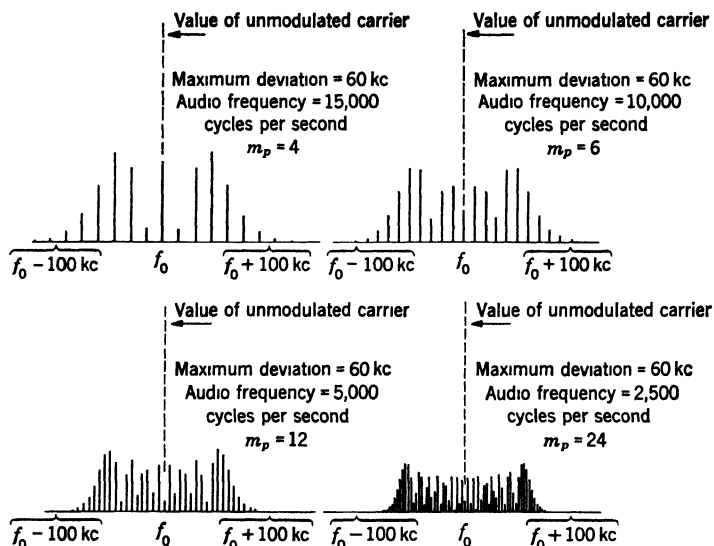 Value of unmodulated carrier
Maximum deviation = 60 kc
Audio frequency = 15,000
cycles per second
m_p = 4
f_0 - 100 kc
f_0
f_0 + 100 kc
Value of unmodulated carrier
Maximum deviation = 60 kc
Audio frequency = 10,000
cycles per second
m_p = 6
f_0 - 100 kc
f_0
f_0 + 100 kc
Value of unmodulated carrier
Maximum deviation = 60 kc
Audio frequency = 5,000
cycles per second
m_p = 12
f_0 - 100 kc
f_0
f_0 + 100 kc
Value of unmodulated carrier
Maximum deviation = 60 kc
Audio frequency = 2,500
cycles per second
m_p = 24
f_0 - 100 kc
f_0
f_0 + 100 kc